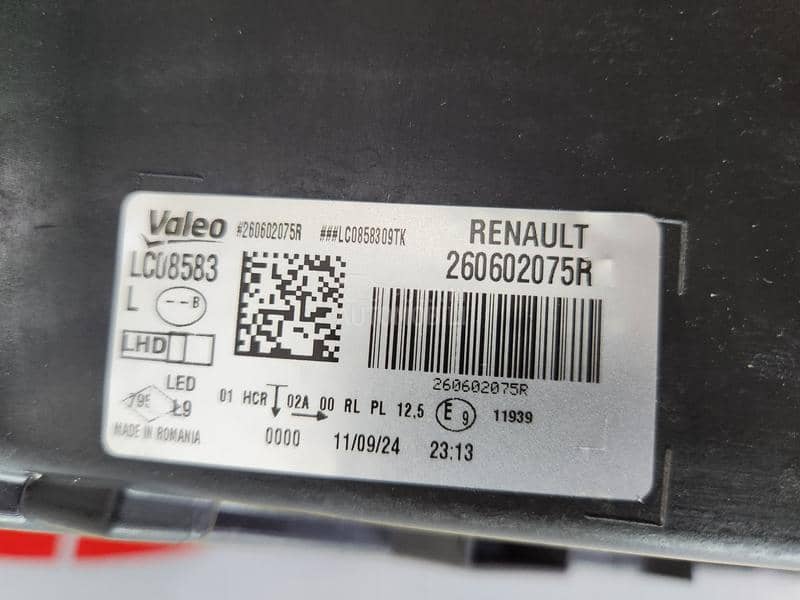 Valeo #260602075R ###LC0858309TK RENAULT
LC08583 260602075R
L --B
LHD
260602075R
LED
01 HCR 02A 00 RL PL 12.5 E9 11939
L9
MADE IN ROMANIA 0000 11/09/24 23:13